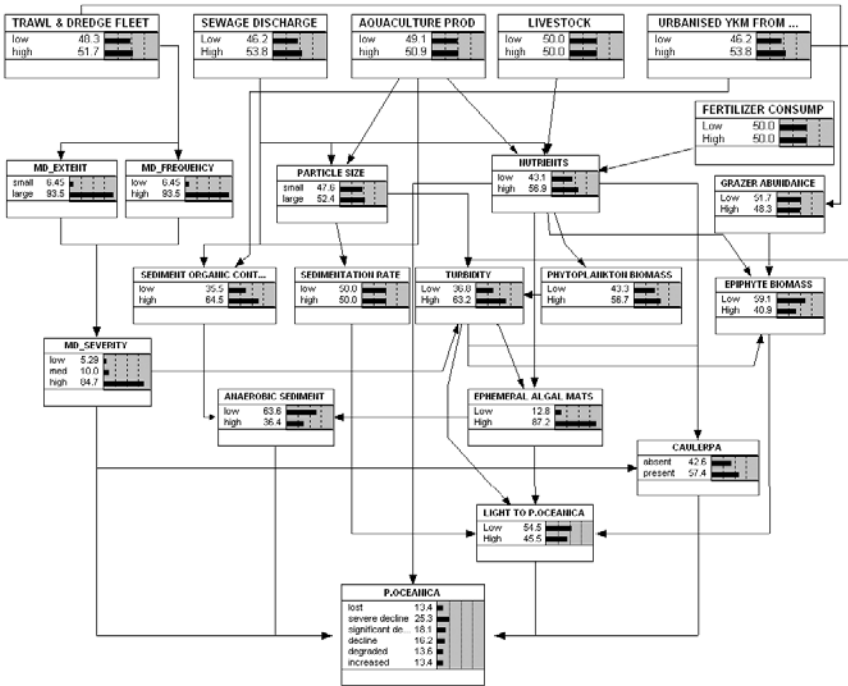 TRAWL & DREDGE FLEET
low 48.3
high 51.7
SEWAGE DISCHARGE
Low 46.2
High 53.8
AQUACULTURE PROD
low 49.1
high 50.9
LIVESTOCK
low 50.0
high 50.0
URBANISED YKM FROM ...
low 46.2
high 53.8
FERTILIZER CONSUMP
Low 50.0
High 50.0
MD_EXTENT
small 6.45
large 93.5
MD_FREQUENCY
low 6.45
high 93.5
PARTICLE SIZE
small 47.6
large 52.4
NUTRIENTS
low 43.1
high 56.9
GRAZER ABUNDANCE
Low 51.7
High 48.3
SEDIMENT ORGANIC CONT...
low 35.5
high 64.5
SEDIMENTATION RATE
low 50.0
high 50.0
TURBIDITY
Low 36.8
High 63.2
PHYTOPLANKTON BIOMASS
Low 43.3
High 56.7
EPIPHYTE BIOMASS
Low 59.1
High 40.9
MD_SEVERITY
low 5.29
med 10.0
high 84.7
ANAEROBIC SEDIMENT
low 63.6
high 36.4
EPHEMERAL ALGAL MATS
Low 12.8
High 87.2
CAULERPA
absent 42.6
present 57.4
LIGHT TO P.OCEANICA
Low 54.5
High 45.5
P.OCEANICA
lost 13.4
severe decline 25.3
significant de... 18.1
decline 16.2
degraded 13.6
increased 13.4